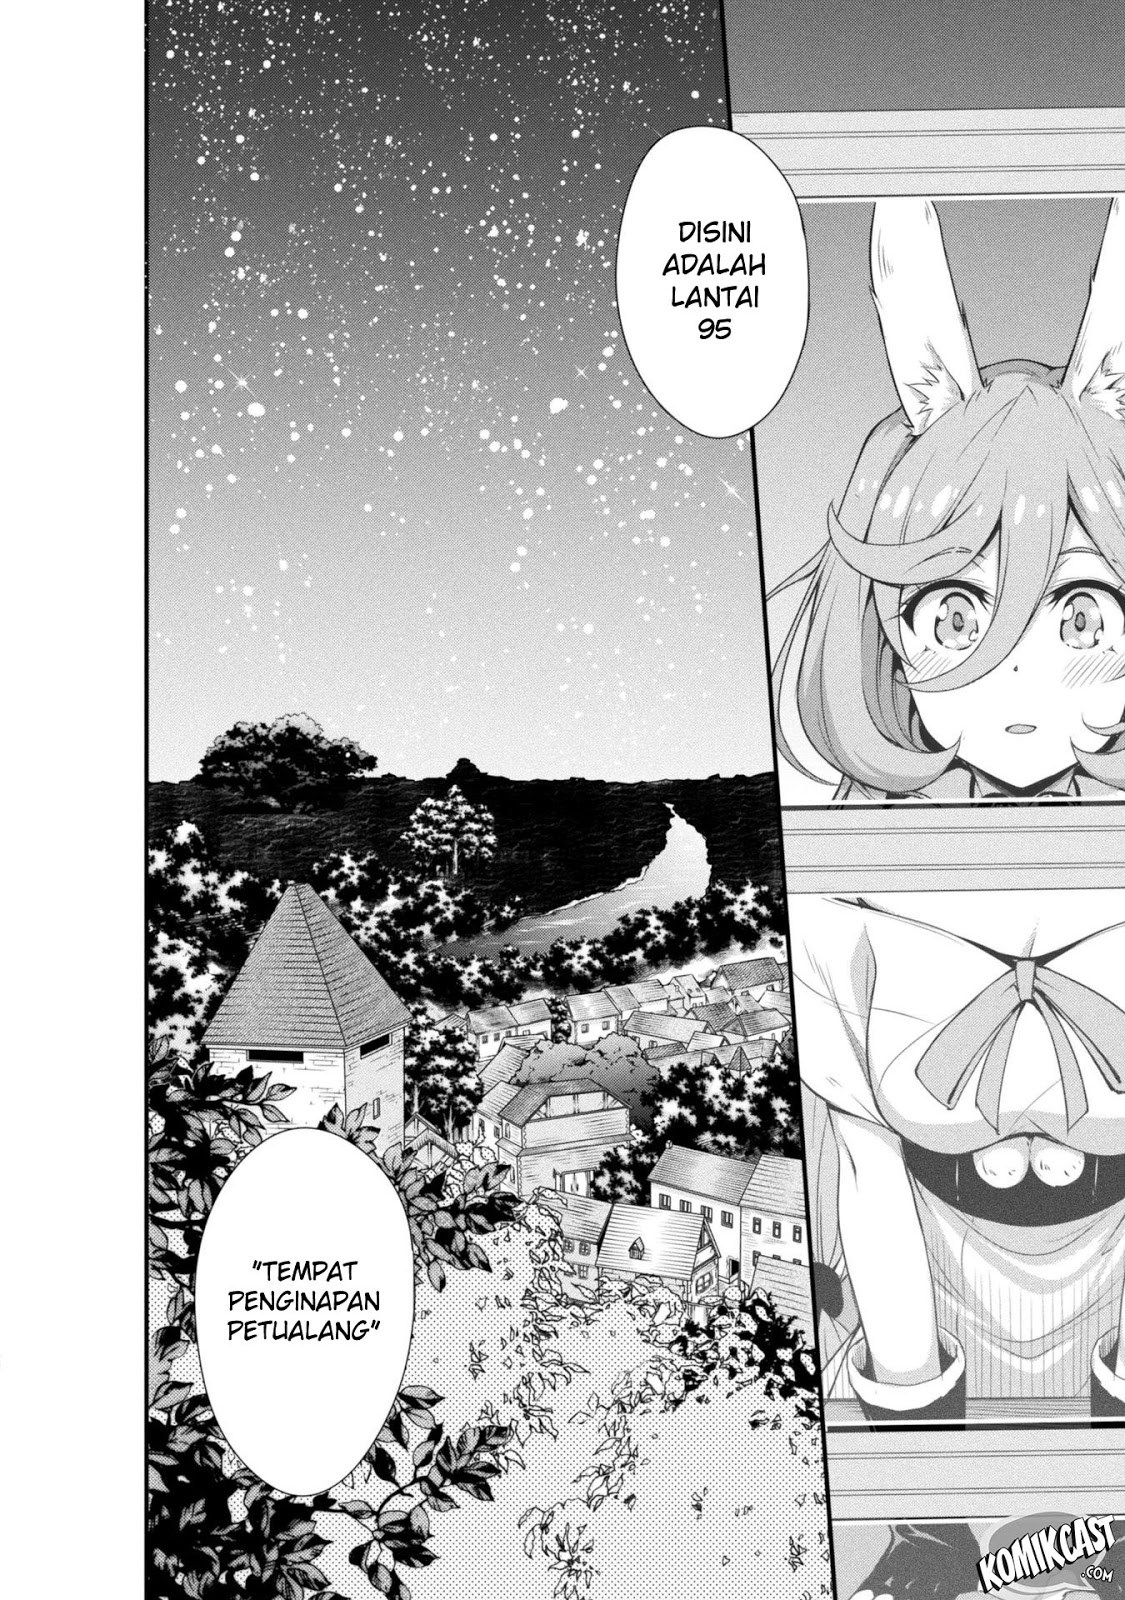 DISINI
ADALAH
LANTAI
95
"TEMPAT
PENGINAPAN
PETUALANG"
KOMIKCAST
.COM